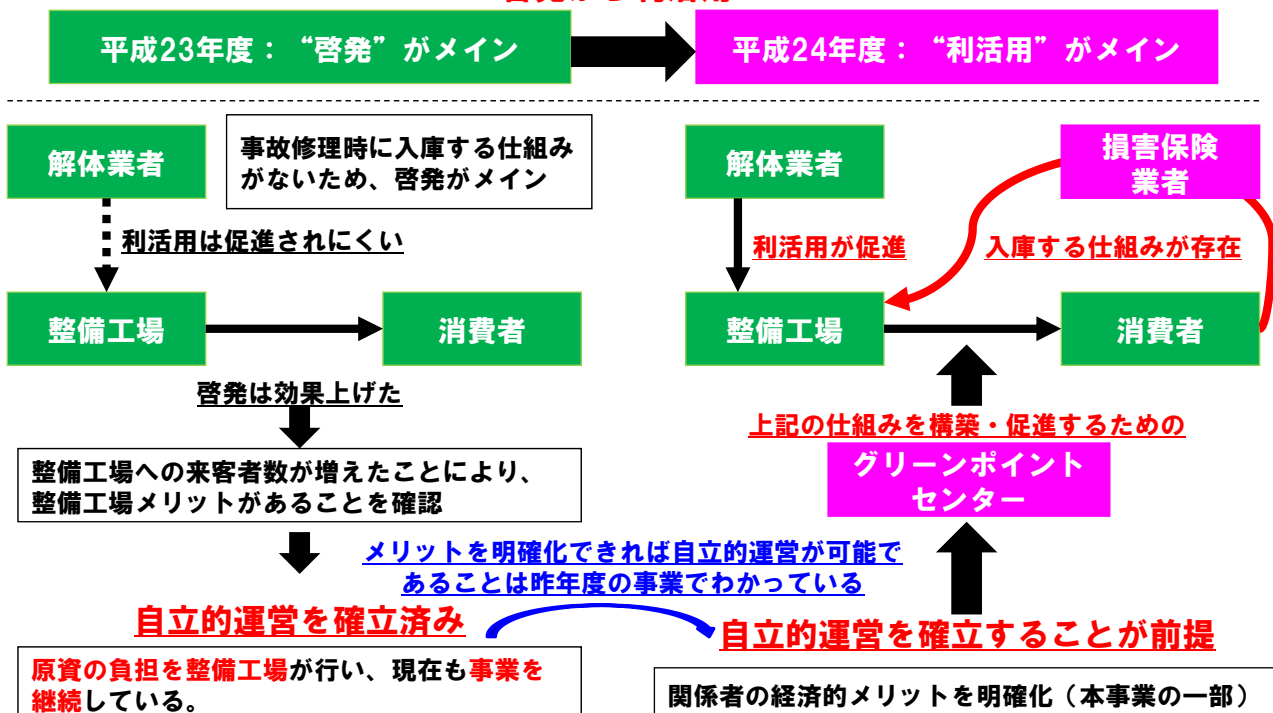 平成23年度：“啓発”がメイン
平成24年度：“利活用”がメイン
解体業者
事故修理時に入庫する仕組み
がないため、啓発がメイン
利活用は促進されにくい
整備工場
消費者
啓発は効果上げた
整備工場への来客者数が増えたことにより、
整備工場メリットがあることを確認
自立的運営を確立済み
原資の負担を整備工場が行い、現在も事業を
継続している。
メリットを明確化できれば自立的運営が可能で
あることは昨年度の事業でわかっている
解体業者
損害保険
業者
利活用が促進
入庫する仕組みが存在
整備工場
消費者
上記の仕組みを構築・促進するための
グリーンポイント
センター
自立的運営を確立することが前提
関係者の経済的メリットを明確化（本事業の一部）